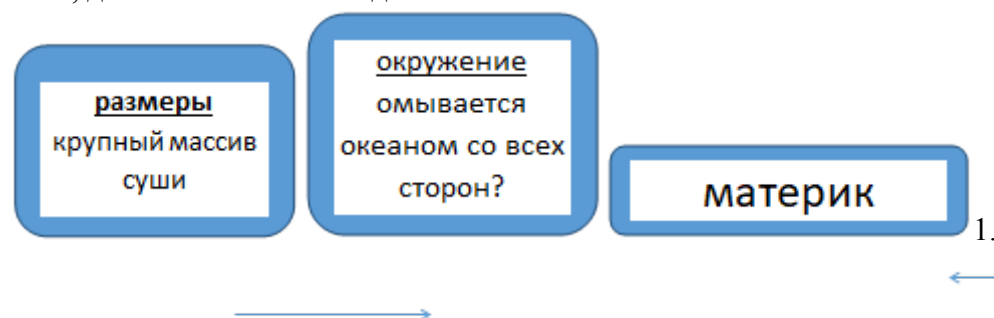 размеры
крупный массив
суши
окружение
омывается
океаном со всех
сторон?
материк
1.